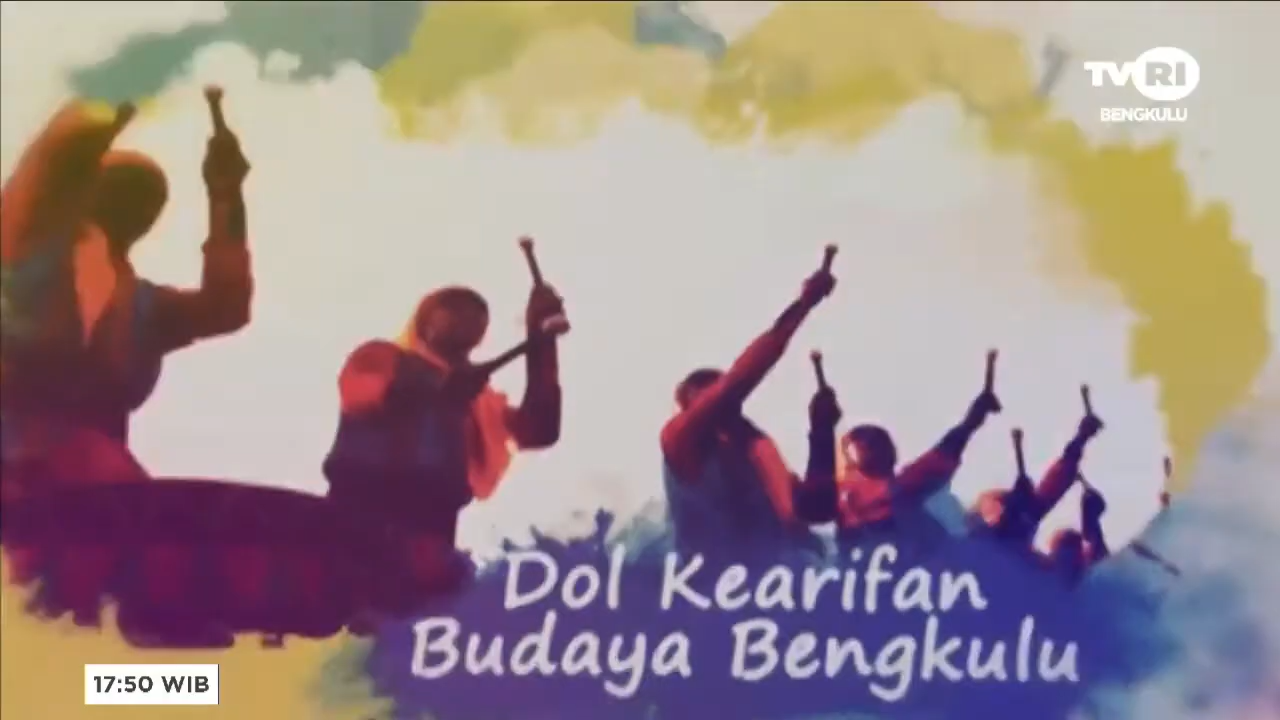 TVRI
BENGKULU
Dol Kearifan
Budaya Bengkulu
17:50 WIB